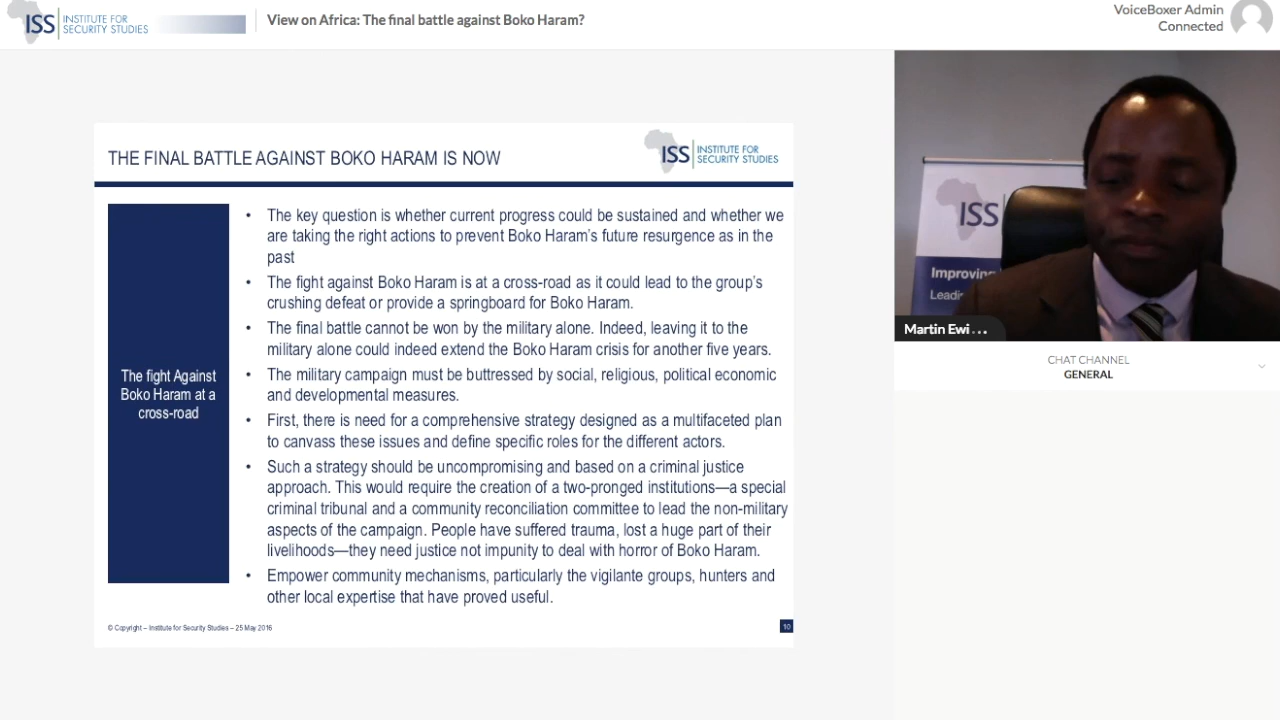 ISS INSTITUTE FOR
SECURITY STUDIES
View on Africa: The final battle against Boko Haram?
VoiceBoxer Admin
Connected
THE FINAL BATTLE AGAINST BOKO HARAM IS NOW
ISS INSTITUTE FOR
SECURITY STUDIES
The fight Against
Boko Haram at a
cross-road
• The key question is whether current progress could be sustained and whether we
are taking the right actions to prevent Boko Haram's future resurgence as in the
past
• The fight against Boko Haram is at a cross-road as it could lead to the group's
crushing defeat or provide a springboard for Boko Haram.
• The final battle cannot be won by the military alone. Indeed, leaving it to the
military alone could indeed extend the Boko Haram crisis for another five years.
• The military campaign must be buttressed by social, religious, political economic
and developmental measures.
• First, there is need for a comprehensive strategy designed as a multifaceted plan
to canvass these issues and define specific roles for the different actors.
• Such a strategy should be uncompromising and based on a criminal justice
approach. This would require the creation of a two-pronged institutions—a special
criminal tribunal and a community reconciliation committee to lead the non-military
aspects of the campaign. People have suffered trauma, lost a huge part of their
livelihoods—they need justice not impunity to deal with horror of Boko Haram.
• Empower community mechanisms, particularly the vigilante groups, hunters and
other local expertise that have proved useful.
© Copyright – Institute for Security Studies – 25 May 2016
10
ISS
Improving
Leadi
Martin Ewi...
CHAT CHANNEL
GENERAL